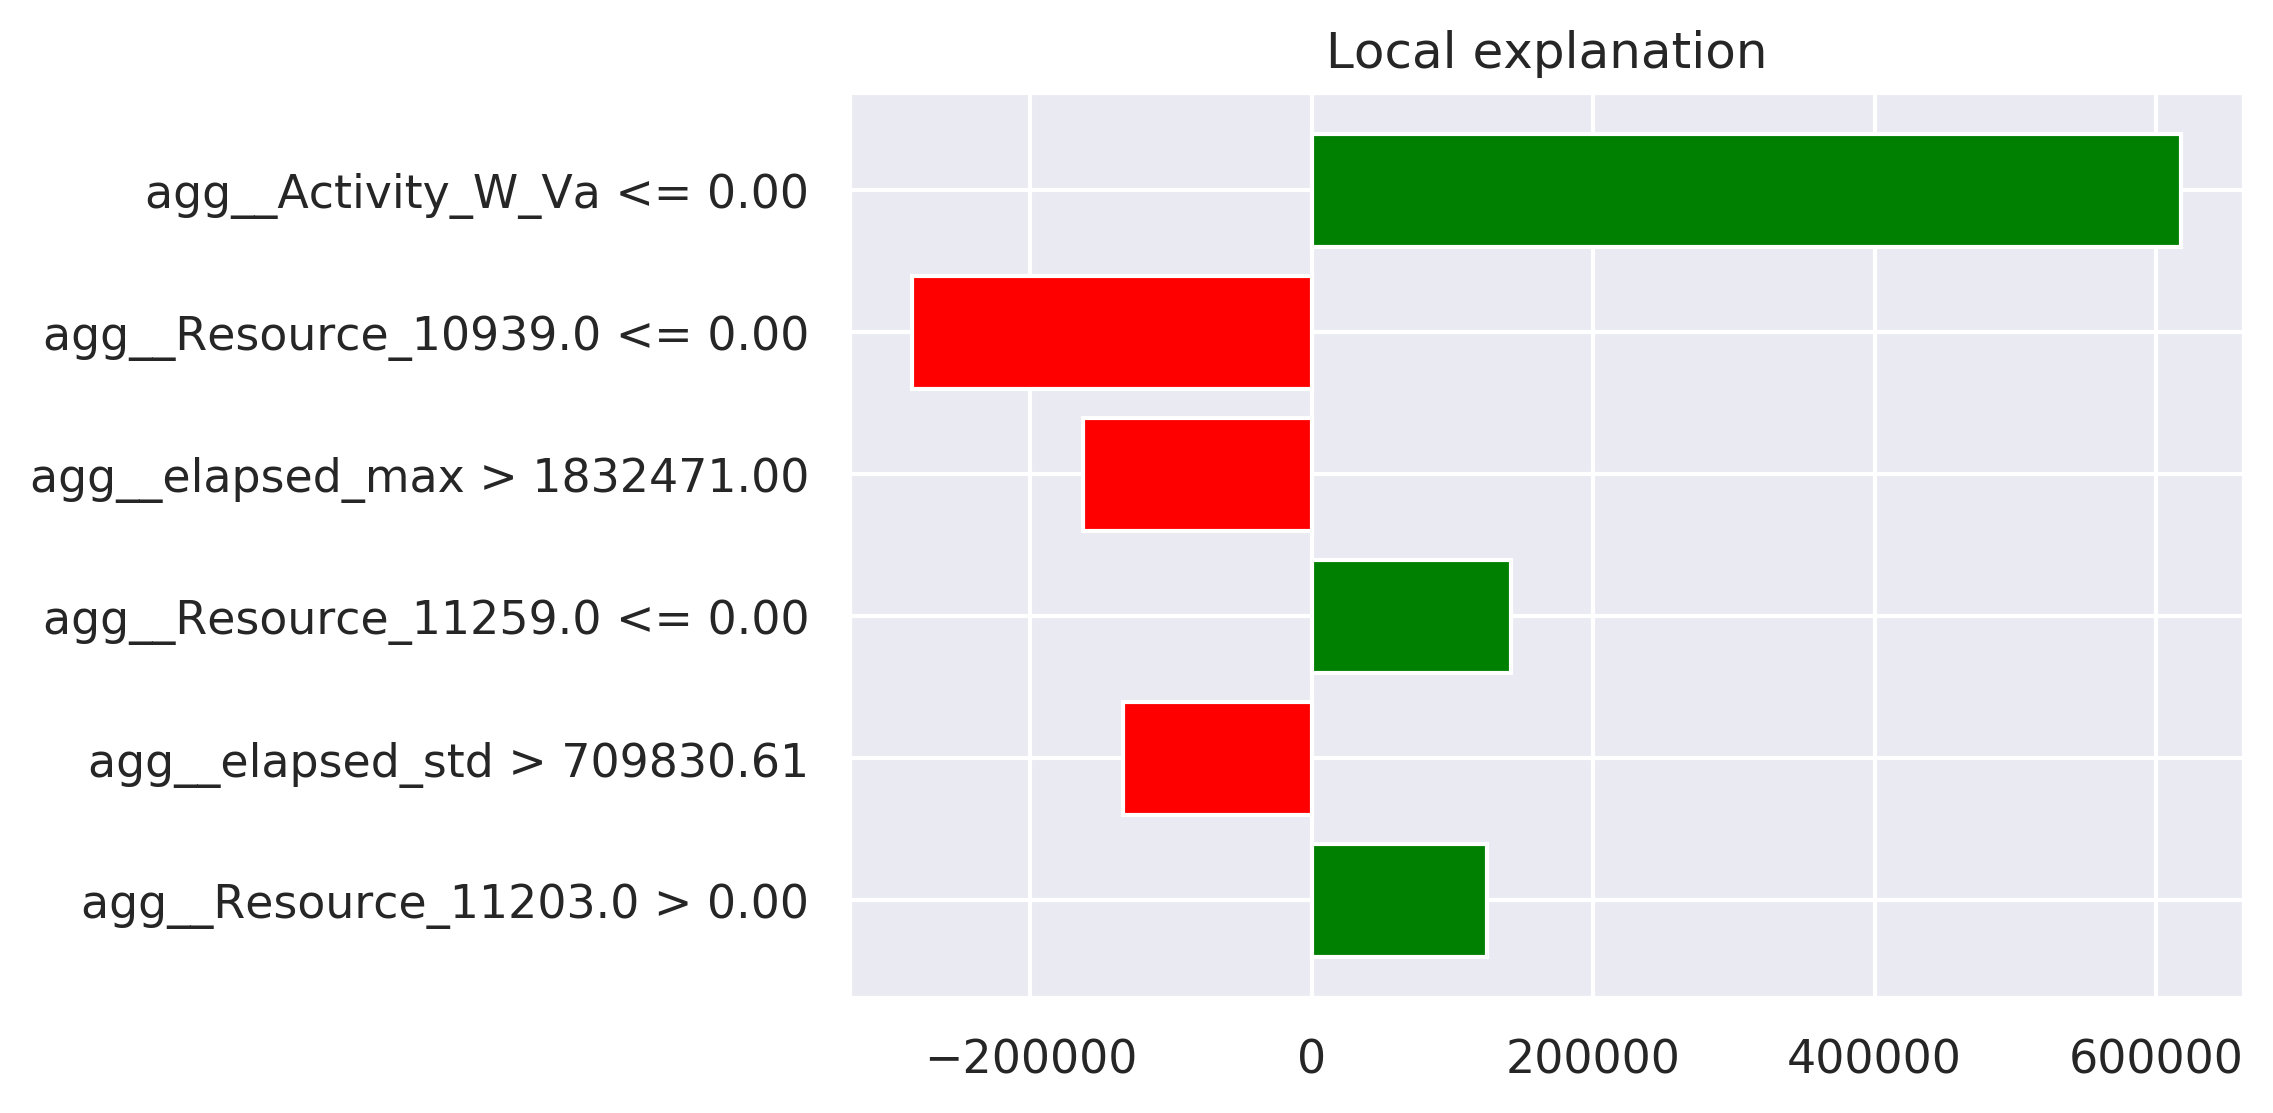 Local explanation
agg__Activity_W_Va <= 0.00
agg__Resource_10939.0 <= 0.00
agg__elapsed_max > 1832471.00
agg__Resource_11259.0 <= 0.00
agg__elapsed_std > 709830.61
agg__Resource_11203.0 > 0.00
−200000 0 200000 400000 600000